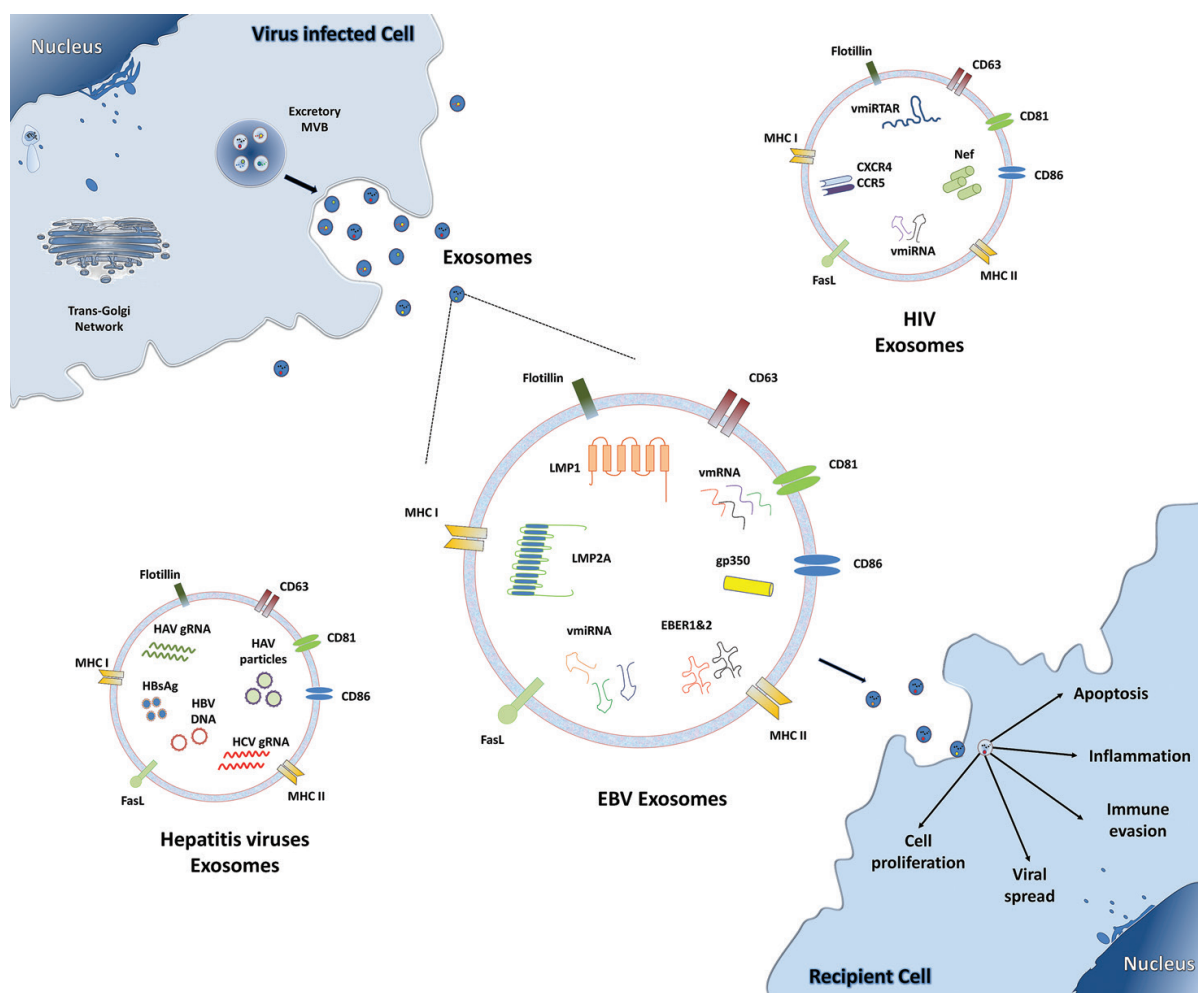 Nucleus
Virus infected Cell
Excretory
MVB
Exosomes
Trans-Golgi
Network
Flotillin
CD63
vmiRTAR
CD81
MHC I
CXCR4
CCR5
Nef
CD86
vmiRNA
FasL
MHC II
HIV
Exosomes
Flotillin
CD63
LMP1
vmRNA
CD81
MHC I
LMP2A
gp350
CD86
vmiRNA
EBER1&2
FasL
MHC II
EBV Exosomes
Flotillin
CD63
HAV gRNA
HAV
particles
CD81
MHC I
HBsAg
HBV
DNA
CD86
HCV gRNA
FasL
MHC II
Hepatitis viruses
Exosomes
Apoptosis
Inflammation
Immune
evasion
Cell
proliferation
Viral
spread
Recipient Cell
Nucleus